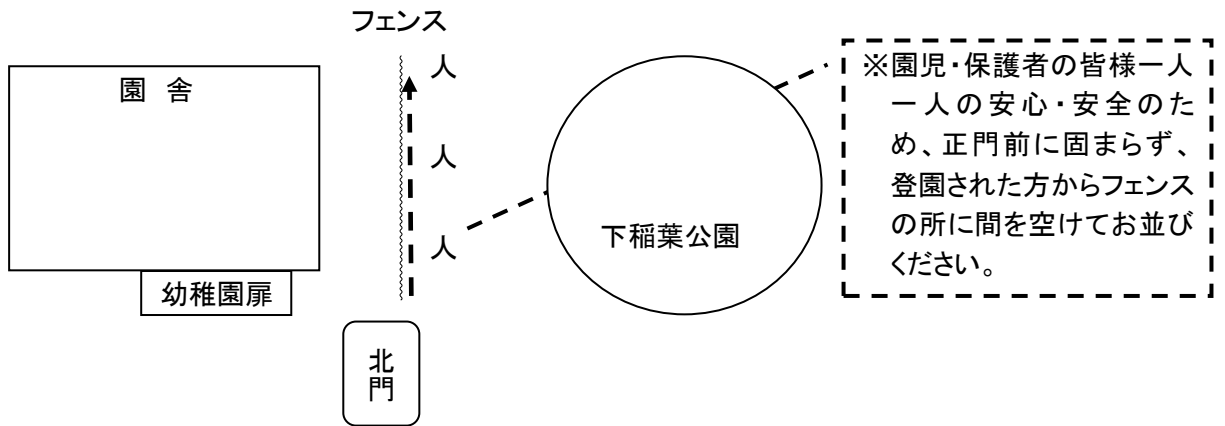 フェンス
園 舎
人
人
人
幼稚園扉
北
門
下稲葉公園
※園児・保護者の皆様一人
一人の安心・安全のた
め、正門前に固まらず、
登園された方からフェンス
の所に間を空けてお並び
ください。